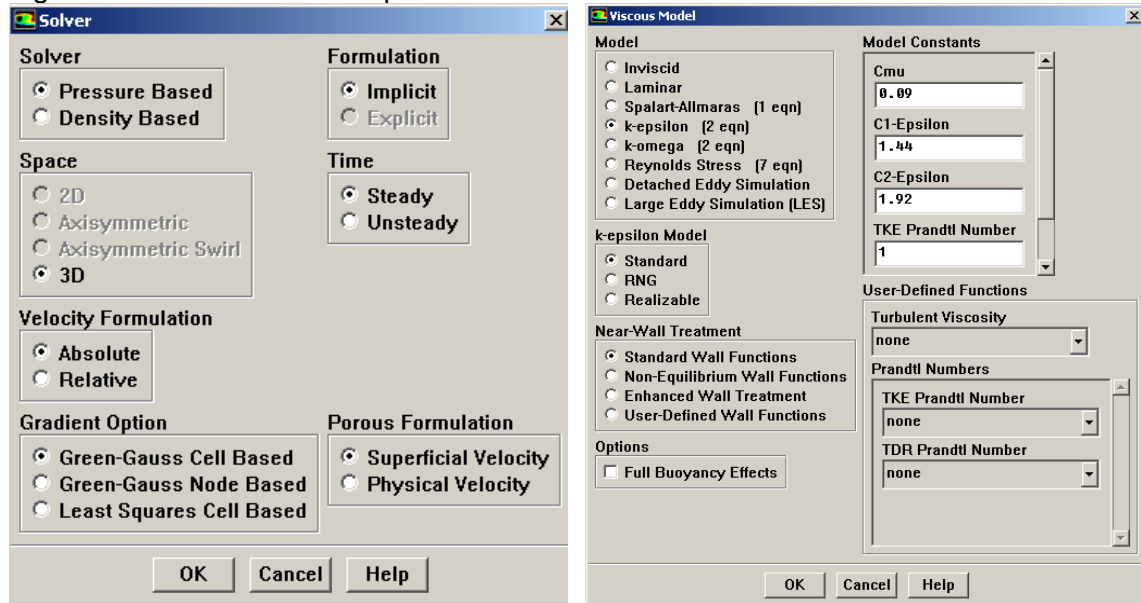 Solver
Solver
Pressure Based
Density Based
Formulation
Implicit
Explicit
Space
2D
Axisymmetric
Axisymmetric Swirl
3D
Time
Steady
Unsteady
Velocity Formulation
Absolute
Relative
Gradient Option
Green-Gauss Cell Based
Green-Gauss Node Based
Least Squares Cell Based
Porous Formulation
Superficial Velocity
Physical Velocity
OK Cancel Help
Viscous Model
Model
Inviscid
Laminar
Spalart-Allmaras (1 eqn)
k-epsilon (2 eqn)
k-omega (2 eqn)
Reynolds Stress (7 eqn)
Detached Eddy Simulation
Large Eddy Simulation (LES)
k-epsilon Model
Standard
RNG
Realizable
Near-Wall Treatment
Standard Wall Functions
Non-Equilibrium Wall Functions
Enhanced Wall Treatment
User-Defined Wall Functions
Options
Full Buoyancy Effects
Model Constants
Cmu
0.09
C1-Epsilon
1.44
C2-Epsilon
1.92
TKE Prandtl Number
1
User-Defined Functions
Turbulent Viscosity
none
Prandtl Numbers
TKE Prandtl Number
none
TDR Prandtl Number
none
OK Cancel Help